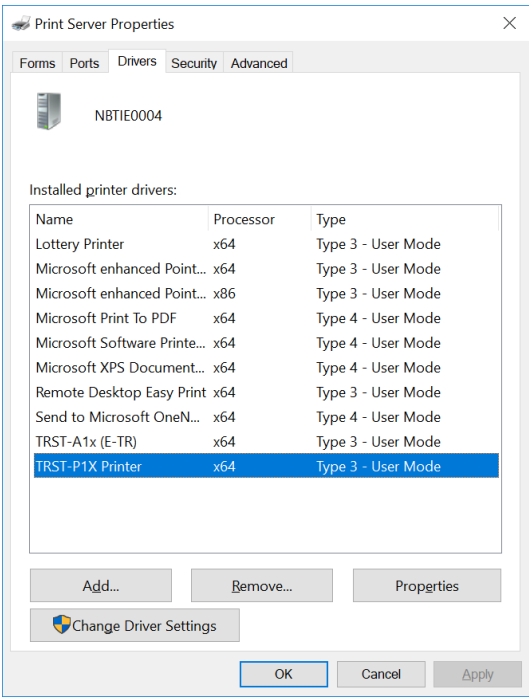 Print Server Properties
Forms Ports Drivers Security Advanced
NBTIE0004
Installed printer drivers:
Name Processor Type
Lottery Printer x64 Type 3 - User Mode
Microsoft enhanced Point... x64 Type 3 - User Mode
Microsoft enhanced Point... x86 Type 3 - User Mode
Microsoft Print To PDF x64 Type 4 - User Mode
Microsoft Software Printe... x64 Type 4 - User Mode
Microsoft XPS Document... x64 Type 4 - User Mode
Remote Desktop Easy Print x64 Type 3 - User Mode
Send to Microsoft OneN... x64 Type 4 - User Mode
TRST-A1x (E-TR) x64 Type 3 - User Mode
TRST-P1X Printer x64 Type 3 - User Mode
Add... Remove... Properties
Change Driver Settings
OK Cancel Apply